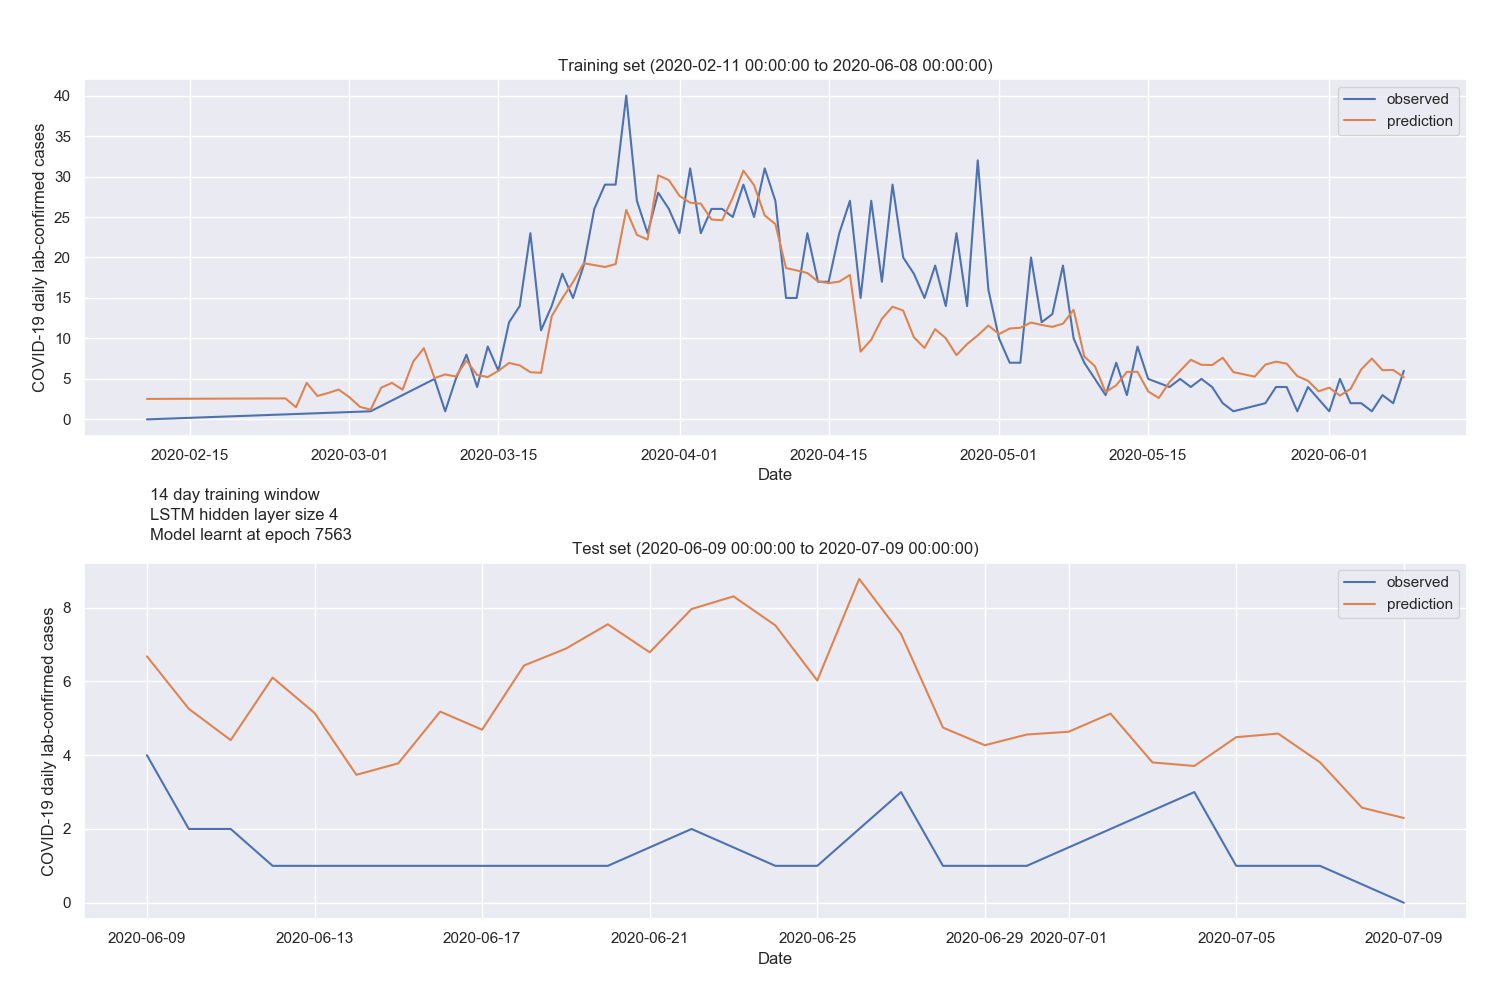 Training set (2020-02-11 00:00:00 to 2020-06-08 00:00:00)
COVID-19 daily lab-confirmed cases
40
35
30
25
20
15
10
5
0
observed
prediction
2020-02-15 2020-03-01 2020-03-15 2020-04-01 2020-04-15 2020-05-01 2020-05-15 2020-06-01
Date
14 day training window
LSTM hidden layer size 4
Model learnt at epoch 7563
Test set (2020-06-09 00:00:00 to 2020-07-09 00:00:00)
COVID-19 daily lab-confirmed cases
8
6
4
2
0
observed
prediction
2020-06-09 2020-06-13 2020-06-17 2020-06-21 2020-06-25 2020-06-29 2020-07-01 2020-07-05 2020-07-09
Date